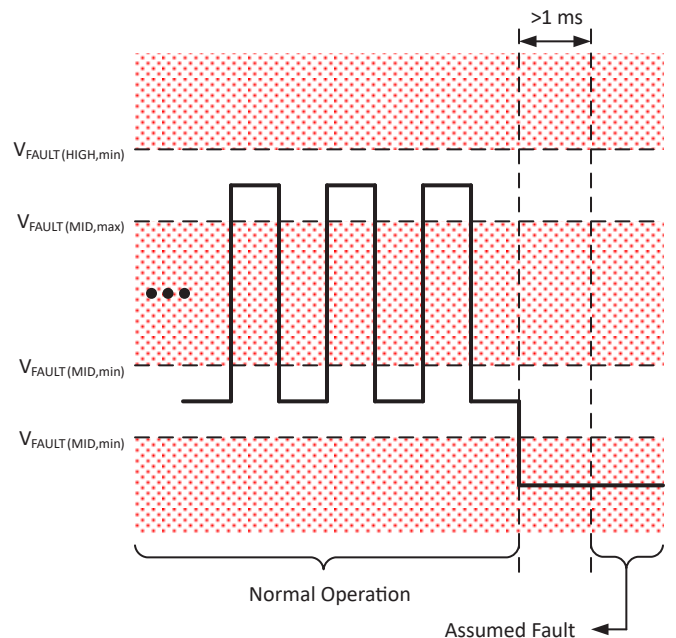 >1 ms
VFAULT(HIGH,min)
VFAULT(MID,max)
VFAULT(MID,min)
VFAULT(MID,min)
Normal Operation
Assumed Fault